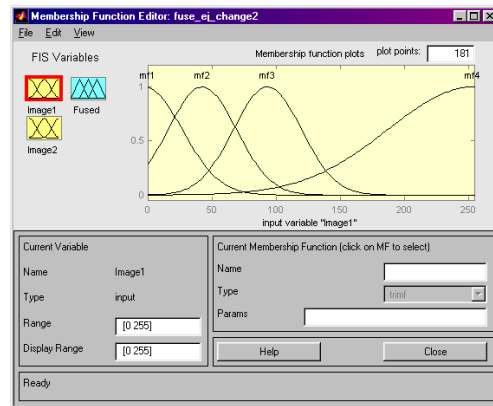 Membership Function Editor: fuse_ej_change2
File Edit View
FIS Variables
Membership function plots
plot points:
181
mf1 mf2 mf3 mf4
1
0.5
0
0 50 100 150 200 250
input variable "Image1"
Image1
Fused
Image2
Current Variable
Name Image1
Type input
Range [0 255]
Display Range [0 255]
Current Membership Function (click on MF to select)
Name
Type trimf
Params
Help
Close
Ready